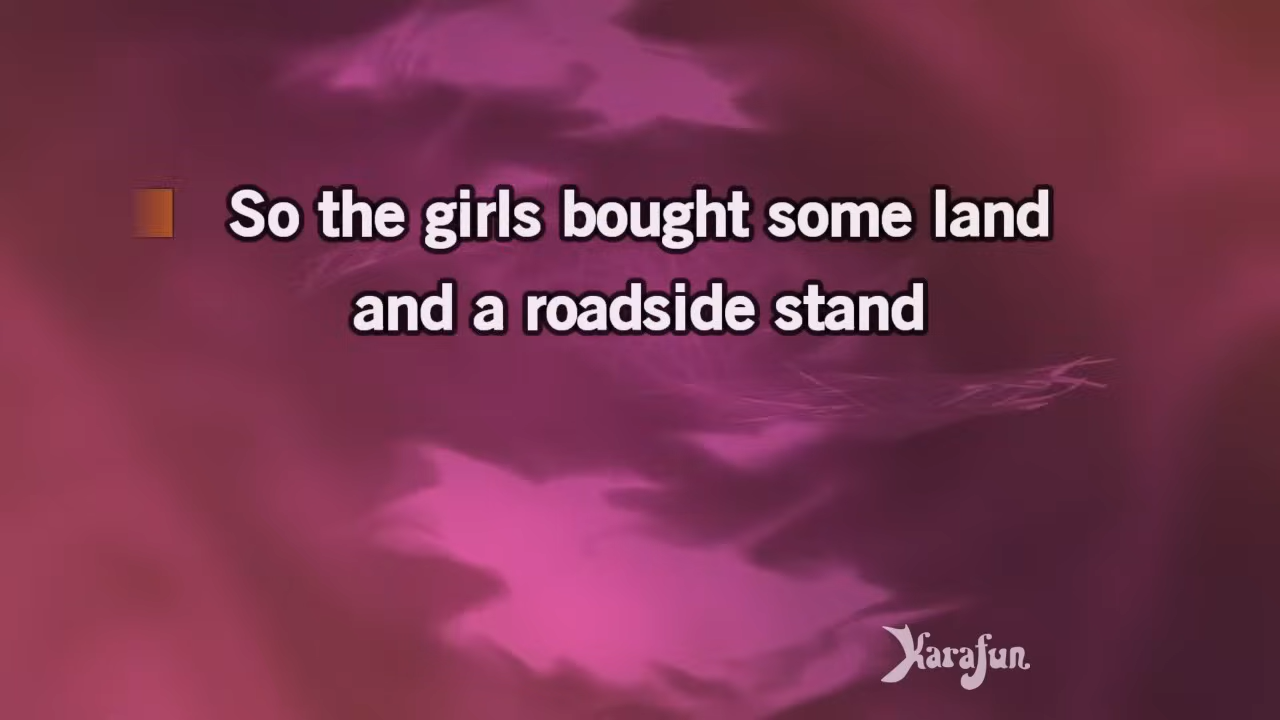 So the girls bought some land
and a roadside stand
Karafun